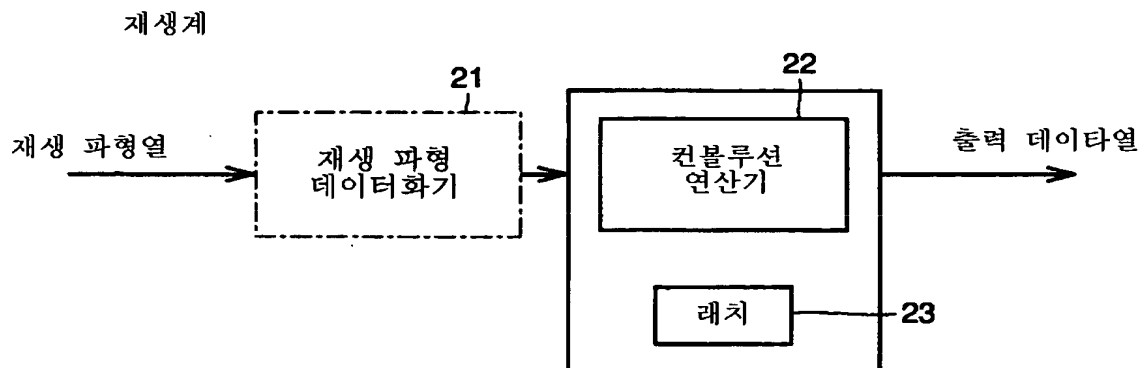 재생계
21
22
재생 파형열
재생 파형
데이터화기
컨블루션
연산기
출력 데이타열
래치
23